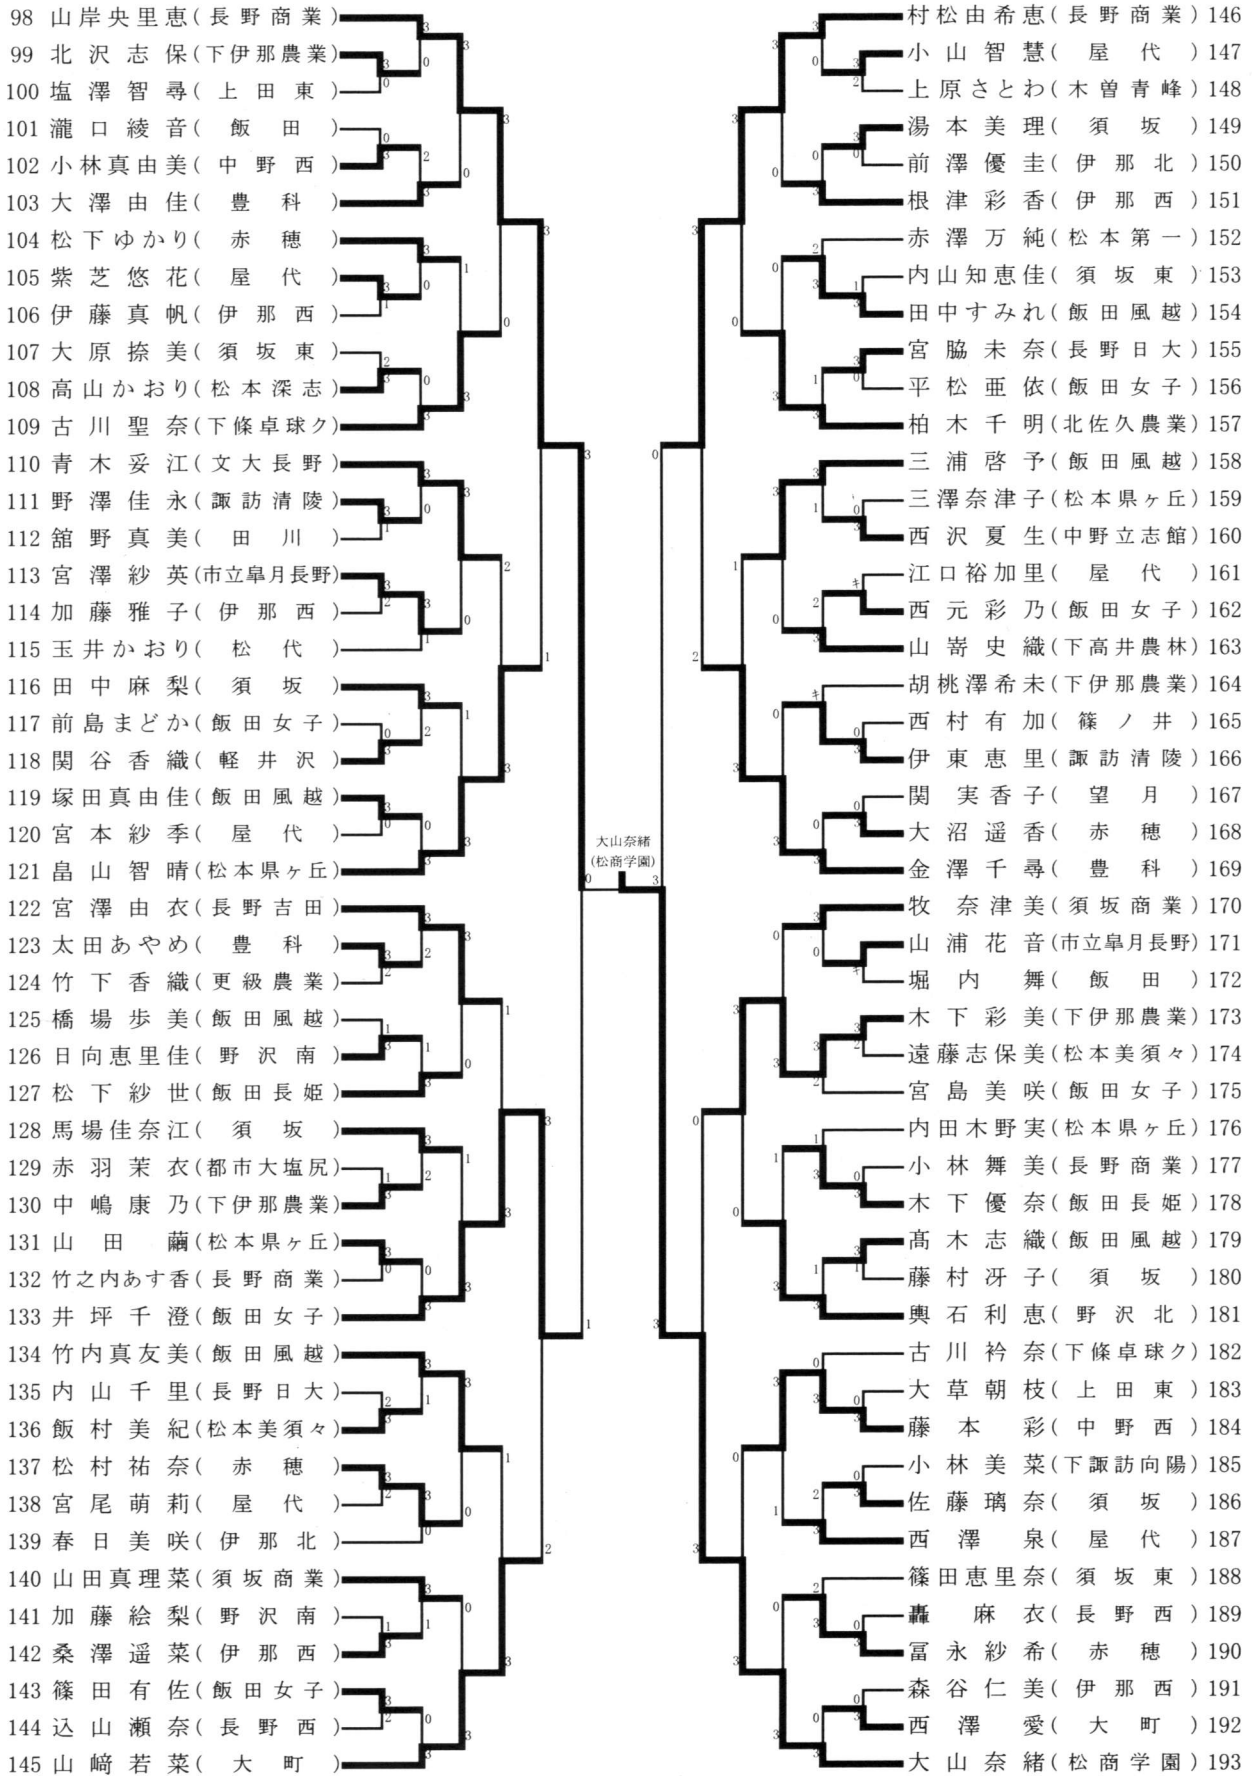 98 山岸央里恵(長野商業)
99 北沢志保(下伊那農業)
100 塩澤智尋(上田東)
101 瀧口綾音(飯田)
102 小林真由美(中野西)
103 大澤由佳(豊科)
104 松下ゆかり(赤穂)
105 紫芝悠花(屋代)
106 伊藤真帆(伊那西)
107 大原捺美(須坂東)
108 高山かおり(松本深志)
109 古川聖奈(下條卓球ク)
110 青木妥江(文大長野)
111 野澤佳永(諏訪清陵)
112 舘野真美(田川)
113 宮澤紗英(市立皐月長野)
114 加藤雅子(伊那西)
115 玉井かおり(松代)
116 田中麻梨(須坂)
117 前島まどか(飯田女子)
118 関谷香織(軽井沢)
119 塚田真由佳(飯田風越)
120 宮本紗季(屋代)
121 畠山智晴(松本県ヶ丘)
122 宮澤由衣(長野吉田)
123 太田あやめ(豊科)
124 竹下香織(更級農業)
125 橋場歩美(飯田風越)
126 日向恵里佳(野沢南)
127 松下紗世(飯田長姫)
128 馬場佳奈江(須坂)
129 赤羽茉衣(都市大塩尻)
130 中嶋康乃(下伊那農業)
131 山田繭(松本県ヶ丘)
132 竹之内あす香(長野商業)
133 井坪千澄(飯田女子)
134 竹内真友美(飯田風越)
135 内山千里(長野日大)
136 飯村美紀(松本美須々)
137 松村祐奈(赤穂)
138 宮尾萌莉(屋代)
139 春日美咲(伊那北)
140 山田真理菜(須坂商業)
141 加藤絵梨(野沢南)
142 桑澤遥菜(伊那西)
143 篠田有佐(飯田女子)
144 込山瀬奈(長野西)
145 山﨑若菜(大町)
大山奈緒
(松商学園)
村松由希恵(長野商業)146
小山智慧(屋代)147
上原さとわ(木曽青峰)148
湯本美理(須坂)149
前澤優圭(伊那北)150
根津彩香(伊那西)151
赤澤万純(松本第一)152
内山知恵佳(須坂東)153
田中すみれ(飯田風越)154
宮脇未奈(長野日大)155
平松亜依(飯田女子)156
柏木千明(北佐久農業)157
三浦啓予(飯田風越)158
三澤奈津子(松本県ヶ丘)159
西沢夏生(中野立志館)160
江口裕加里(屋代)161
西元彩乃(飯田女子)162
山嵜史織(下高井農林)163
胡桃澤希未(下伊那農業)164
西村有加(篠ノ井)165
伊東恵里(諏訪清陵)166
関実香子(望月)167
大沼遥香(赤穂)168
金澤千尋(豊科)169
牧奈津美(須坂商業)170
山浦花音(市立皐月長野)171
堀内舞(飯田)172
木下彩美(下伊那農業)173
遠藤志保美(松本美須々)174
宮島美咲(飯田女子)175
内田木野実(松本県ヶ丘)176
小林舞美(長野商業)177
木下優奈(飯田長姫)178
髙木志織(飯田風越)179
藤村冴子(須坂)180
輿石利恵(野沢北)181
古川衿奈(下條卓球ク)182
大草朝枝(上田東)183
藤本彩(中野西)184
小林美菜(下諏訪向陽)185
佐藤璃奈(須坂)186
西澤泉(屋代)187
篠田恵里奈(須坂東)188
轟麻衣(長野西)189
冨永紗希(赤穂)190
森谷仁美(伊那西)191
西澤愛(大町)192
大山奈緒(松商学園)193